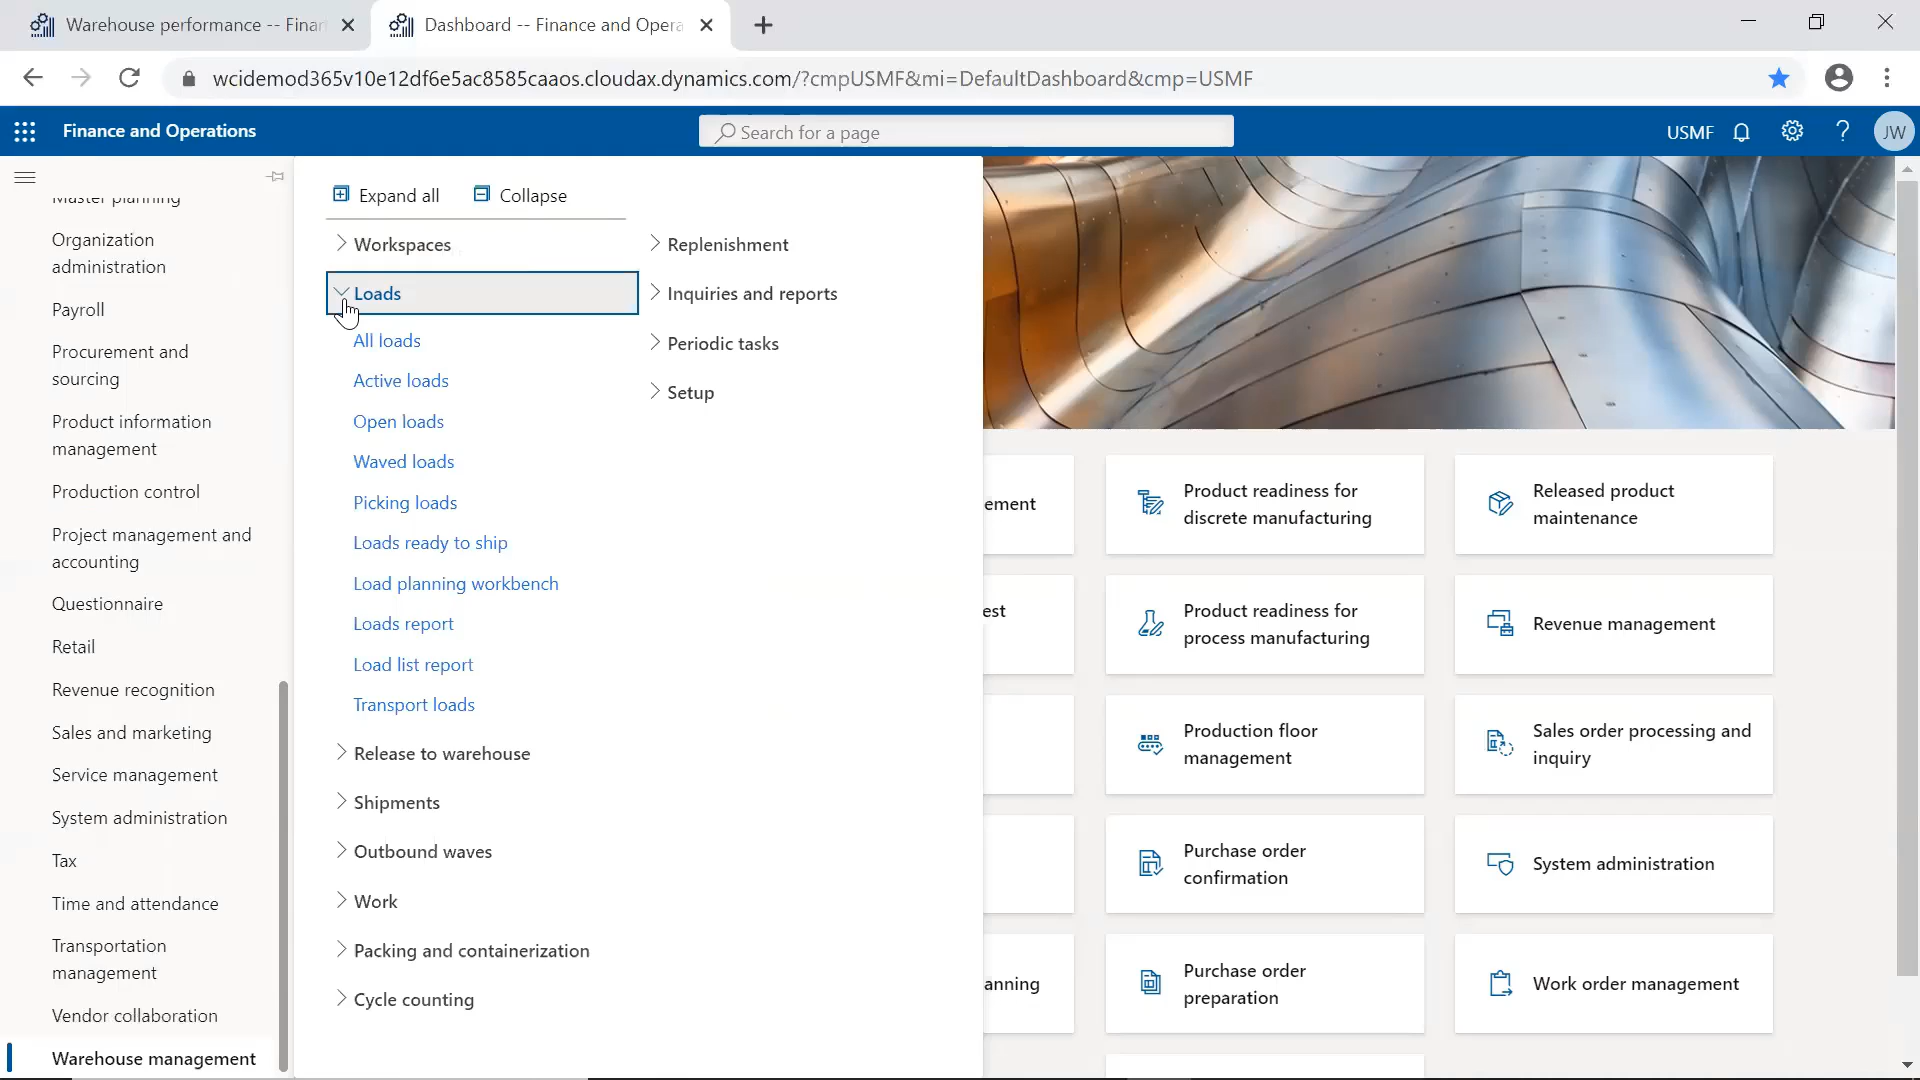 Warehouse performance -- Finan
Dashboard -- Finance and Opera
wcidemod365v10e12df6e5ac8585caaos.cloudax.dynamics.com/?cmpUSMF&mi=DefaultDashboard&cmp=USMF
Finance and Operations
Search for a page
USMF
?
JW
Master planning
Organization
administration
Payroll
Procurement and
sourcing
Product information
management
Production control
Project management and
accounting
Questionnaire
Retail
Revenue recognition
Sales and marketing
Service management
System administration
Tax
Time and attendance
Transportation
management
Vendor collaboration
Warehouse management
Expand all
Collapse
Workspaces
Loads
All loads
Active loads
Open loads
Waved loads
Picking loads
Loads ready to ship
Load planning workbench
Loads report
Load list report
Transport loads
Release to warehouse
Shipments
Outbound waves
Work
Packing and containerization
Cycle counting
Replenishment
Inquiries and reports
Periodic tasks
Setup
ement
est
anning
Product readiness for
discrete manufacturing
Product readiness for
process manufacturing
Production floor
management
Purchase order
confirmation
Purchase order
preparation
Released product
maintenance
Revenue management
Sales order processing and
inquiry
System administration
Work order management